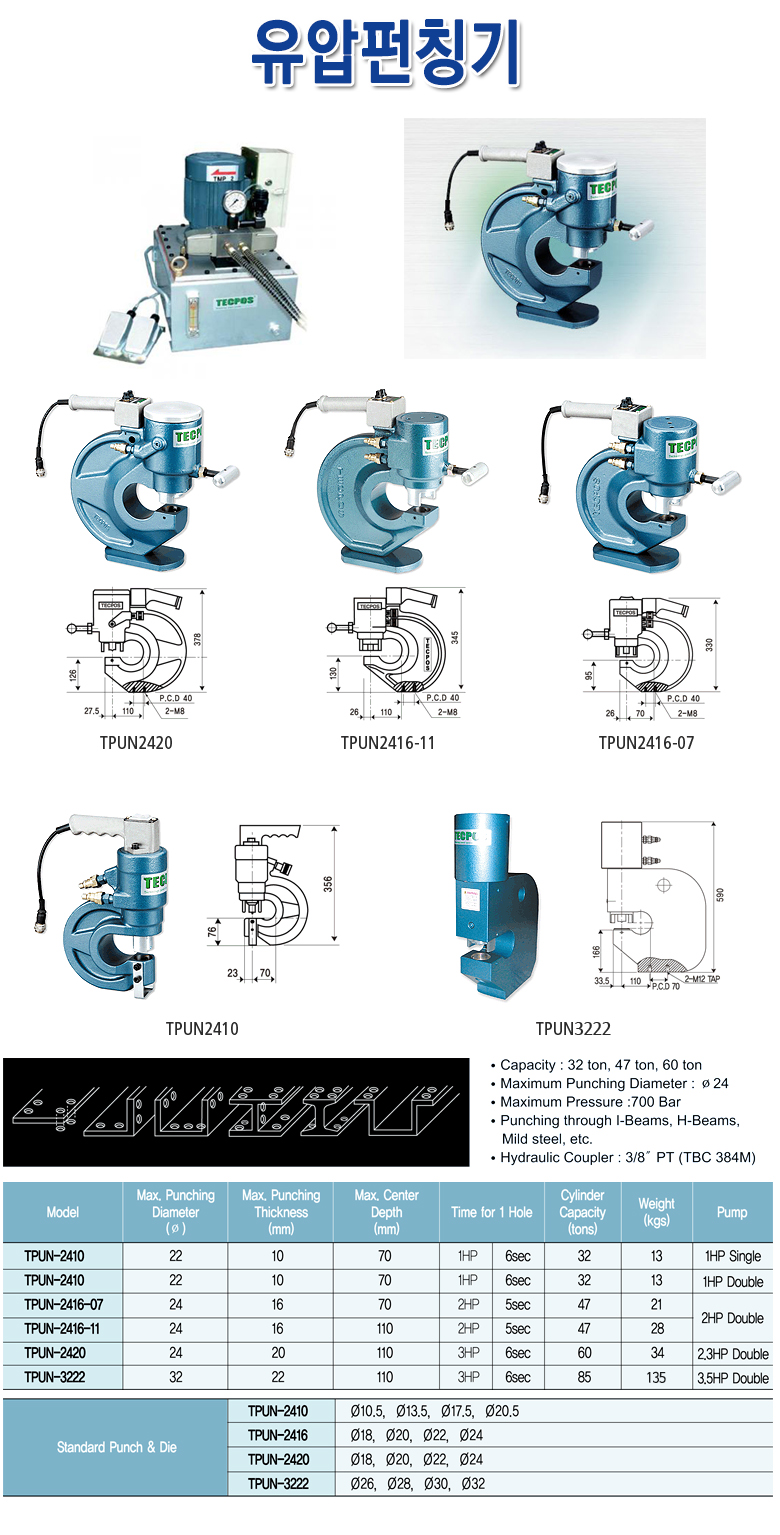 유압펀칭기
TMP 2
TECPOS
TECPOS
TECPOS
TECPOS
TECPOS
TECPOS
TECPOS
TECPOS
TECPOS
TECPOS
378
126
27.5
110
P.C.D 40
2-M8
TECPOS
TECPOS
345
130
26
110
P.C.D 40
2-M8
TECPOS
330
95
26
70
P.C.D 40
2-M8
TPUN2420
TPUN2416-11
TPUN2416-07
TEC
356
76
23
70
TECPOS
590
166
33.5
110
P.C.D 70
2-M12 TAP
TPUN2410
TPUN3222
• Capacity : 32 ton, 47 ton, 60 ton
• Maximum Punching Diameter : ø 24
• Maximum Pressure :700 Bar
• Punching through I-Beams, H-Beams,
Mild steel, etc.
• Hydraulic Coupler : 3/8″ PT (TBC 384M)
Model Max. Punching Diameter (ø) Max. Punching Thickness (mm) Max. Center Depth (mm) Time for 1 Hole Cylinder Capacity (tons) Weight (kgs) Pump
TPUN-2410 22 10 70 1HP 6sec 32 13 1HP Single
TPUN-2410 22 10 70 1HP 6sec 32 13 1HP Double
TPUN-2416-07 24 16 70 2HP 5sec 47 21 2HP Double
TPUN-2416-11 24 16 110 2HP 5sec 47 28
TPUN-2420 24 20 110 3HP 6sec 60 34 2,3HP Double
TPUN-3222 32 22 110 3HP 6sec 85 135 3,5HP Double
Standard Punch & Die
TPUN-2410 Ø10.5, Ø13.5, Ø17.5, Ø20.5
TPUN-2416 Ø18, Ø20, Ø22, Ø24
TPUN-2420 Ø18, Ø20, Ø22, Ø24
TPUN-3222 Ø26, Ø28, Ø30, Ø32